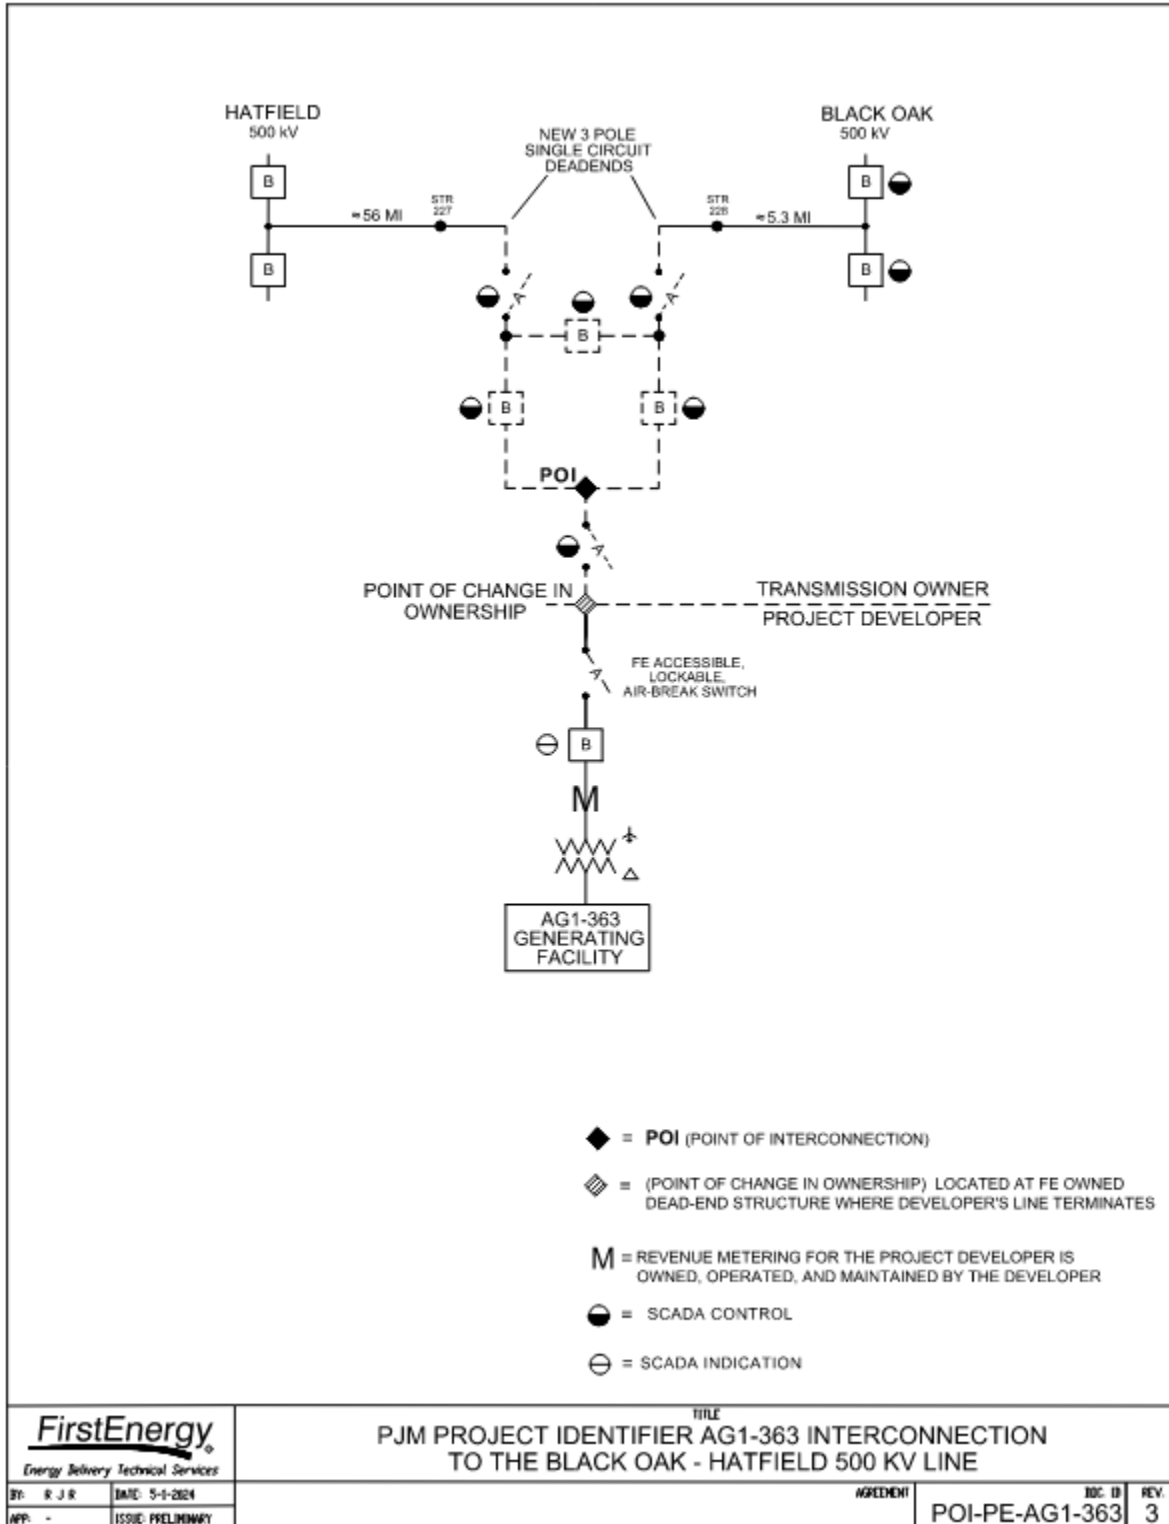 HATFIELD
500 kV
BLACK OAK
500 kV
NEW 3 POLE
SINGLE CIRCUIT
DEADENDS
B
B
B
B
≈56 MI
STR
227
STR
228
≈5.3 MI
A
A
B
B
B
POI
A
POINT OF CHANGE IN
OWNERSHIP
TRANSMISSION OWNER
PROJECT DEVELOPER
A
FE ACCESSIBLE,
LOCKABLE,
AIR-BREAK SWITCH
B
M
AG1-363
GENERATING
FACILITY
= POI (POINT OF INTERCONNECTION)
= (POINT OF CHANGE IN OWNERSHIP) LOCATED AT FE OWNED
DEAD-END STRUCTURE WHERE DEVELOPER'S LINE TERMINATES
M = REVENUE METERING FOR THE PROJECT DEVELOPER IS
OWNED, OPERATED, AND MAINTAINED BY THE DEVELOPER
= SCADA CONTROL
= SCADA INDICATION
FirstEnergy
Energy Delivery Technical Services
TITLE
PJM PROJECT IDENTIFIER AG1-363 INTERCONNECTION
TO THE BLACK OAK - HATFIELD 500 KV LINE
BY: R J R
DATE: 5-1-2024
APP: -
ISSUE: PRELIMINARY
AGREEMENT
DOC. ID
POI-PE-AG1-363
REV.
3